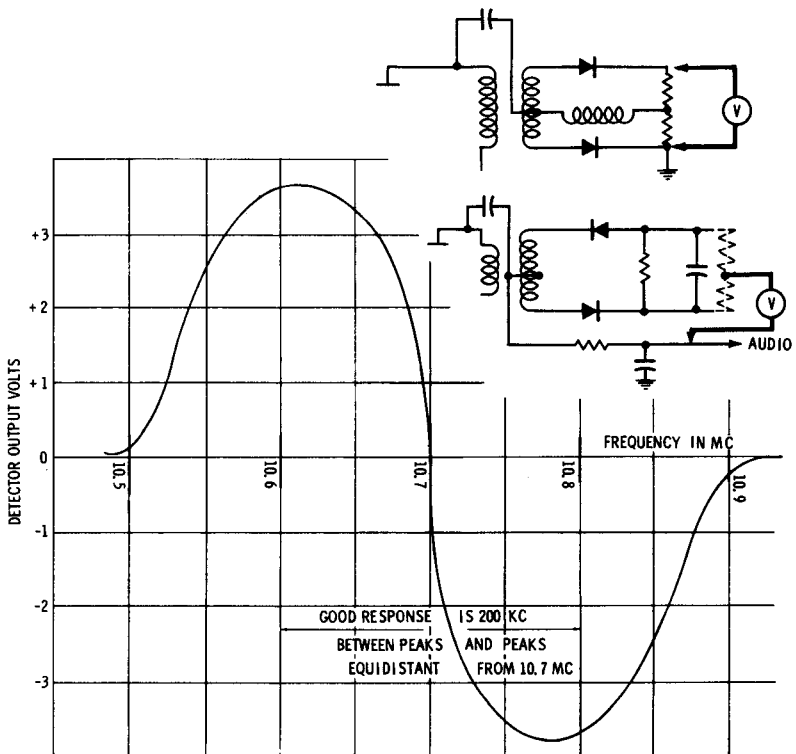 V
V
AUDIO
DETECTOR OUTPUT VOLTS
+3
+2
+1
0
-1
-2
-3
10.5
10.6
10.7
10.8
10.9
FREQUENCY IN MC
GOOD RESPONSE IS 200 KC
BETWEEN PEAKS AND PEAKS
EQUIDISTANT FROM 10.7 MC